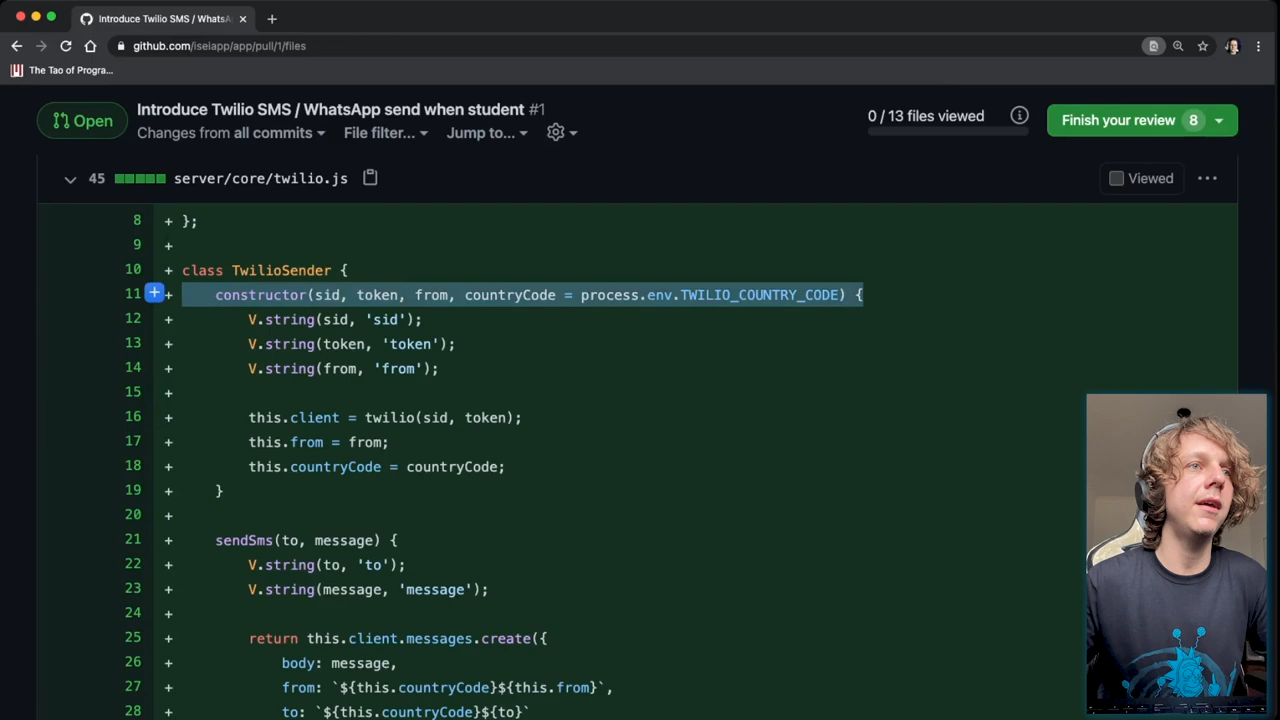 Introduce Twilio SMS / WhatsA
github.com/iseiapp/app/pull/1/files
The Tao of Progra...
Open
Introduce Twilio SMS / WhatsApp send when student #1
Changes from all commits
File filter...
Jump to...
0 / 13 files viewed
Finish your review 8
45 server/core/twilio.js
Viewed
8 + };
9 +
10 + class TwilioSender {
11 + constructor(sid, token, from, countryCode = process.env.TWILIO_COUNTRY_CODE) {
12 + V.string(sid, 'sid');
13 + V.string(token, 'token');
14 + V.string(from, 'from');
15 +
16 + this.client = twilio(sid, token);
17 + this.from = from;
18 + this.countryCode = countryCode;
19 + }
20 +
21 + sendSms(to, message) {
22 + V.string(to, 'to');
23 + V.string(message, 'message');
24 +
25 + return this.client.messages.create({
26 + body: message,
27 + from: `${this.countryCode}${this.from}`,
28 + to: `${this.countryCode}${to}`